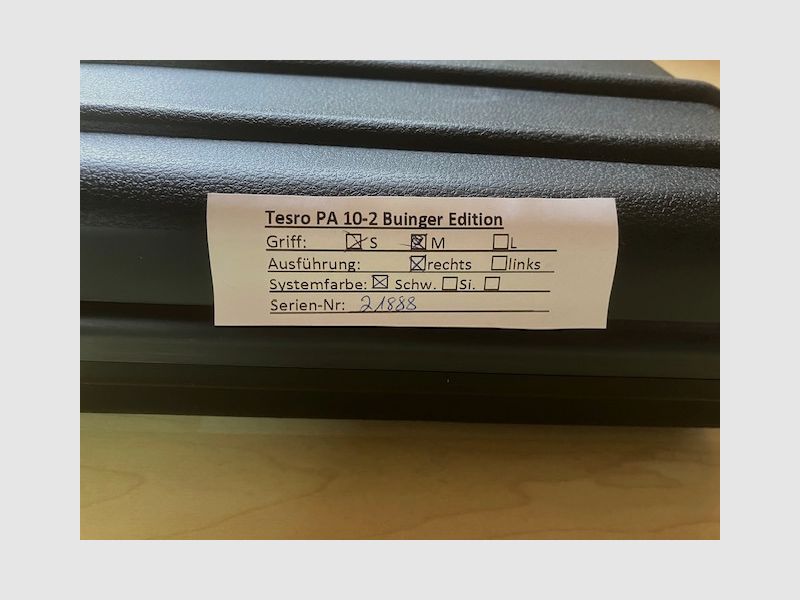 Tesro PA 10-2 Buinger Edition
Griff: ☒ S ☒ M ☐ L
Ausführung: ☒ rechts ☐ links
Systemfarbe: ☒ Schw. ☐ Si. ☐
Serien-Nr: 21888